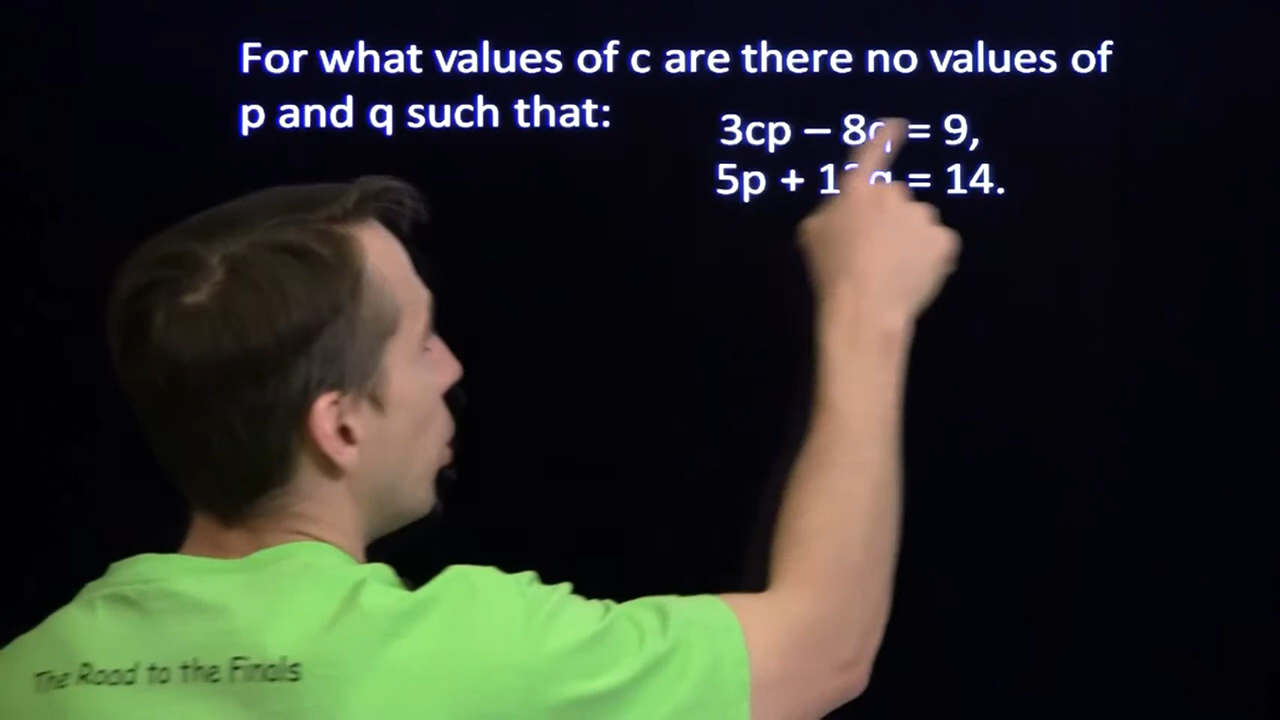 For what values of c are there no values of
p and q such that:
3cp – 8q = 9,
5p + 1 q = 14.
The Road to the Finals